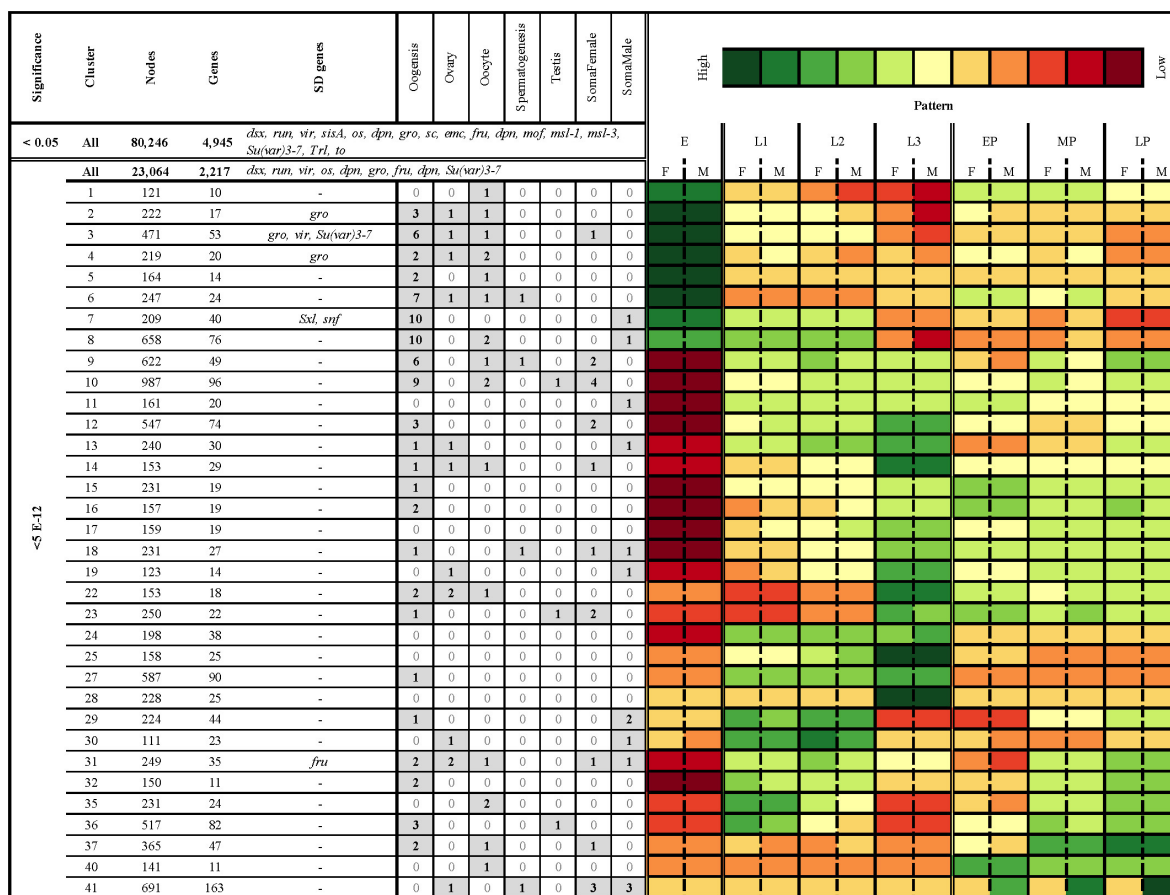 Significance Cluster Nodes Genes SD genes Oogensis Ovary Oocyte Spermatogenesis Testis SomaFemale SomaMale
High Low
Pattern
< 0.05 All 80,246 4,945 dsx, run, vir, sisA, os, dpn, gro, sc, emc, fru, dpn, mof, msl-1, msl-3,
Su(var)3-7, Trl, to
E L1 L2 L3 EP MP LP
All 23,064 2,217 dsx, run, vir, os, dpn, gro, fru, dpn, Su(var)3-7
F M F M F M F M F M F M F M
<5 E-12
1 121 10 - 0 0 1 0 0 0 0
2 222 17 gro 3 1 1 0 0 0 0
3 471 53 gro, vir, Su(var)3-7 6 1 1 0 0 1 0
4 219 20 gro 2 1 2 0 0 0 0
5 164 14 - 2 0 1 0 0 0 0
6 247 24 - 7 1 1 1 0 0 0
7 209 40 Sxl, snf 10 0 0 0 0 0 1
8 658 76 - 10 0 2 0 0 0 1
9 622 49 - 6 0 1 1 0 2 0
10 987 96 - 9 0 2 0 1 4 0
11 161 20 - 0 0 0 0 0 0 1
12 547 74 - 3 0 0 0 0 2 0
13 240 30 - 1 1 0 0 0 0 1
14 153 29 - 1 1 1 0 0 1 0
15 231 19 - 1 0 0 0 0 0 0
16 157 19 - 2 0 0 0 0 0 0
17 159 19 - 0 0 0 0 0 0 0
18 231 27 - 1 0 0 1 0 1 1
19 123 14 - 0 1 0 0 0 0 1
22 153 18 - 2 2 1 0 0 0 0
23 250 22 - 1 0 0 0 1 2 0
24 198 38 - 0 0 0 0 0 0 0
25 158 25 - 0 0 0 0 0 0 0
27 587 90 - 1 0 0 0 0 0 0
28 228 25 - 0 0 0 0 0 0 0
29 224 44 - 1 0 0 0 0 0 2
30 111 23 - 0 1 0 0 0 0 1
31 249 35 fru 2 2 1 0 0 1 1
32 150 11 - 2 0 0 0 0 0 0
35 231 24 - 0 0 2 0 0 0 0
36 517 82 - 3 0 0 0 1 0 0
37 365 47 - 2 0 1 0 0 1 0
40 141 11 - 0 0 1 0 0 0 0
41 691 163 - 0 1 0 1 0 3 3